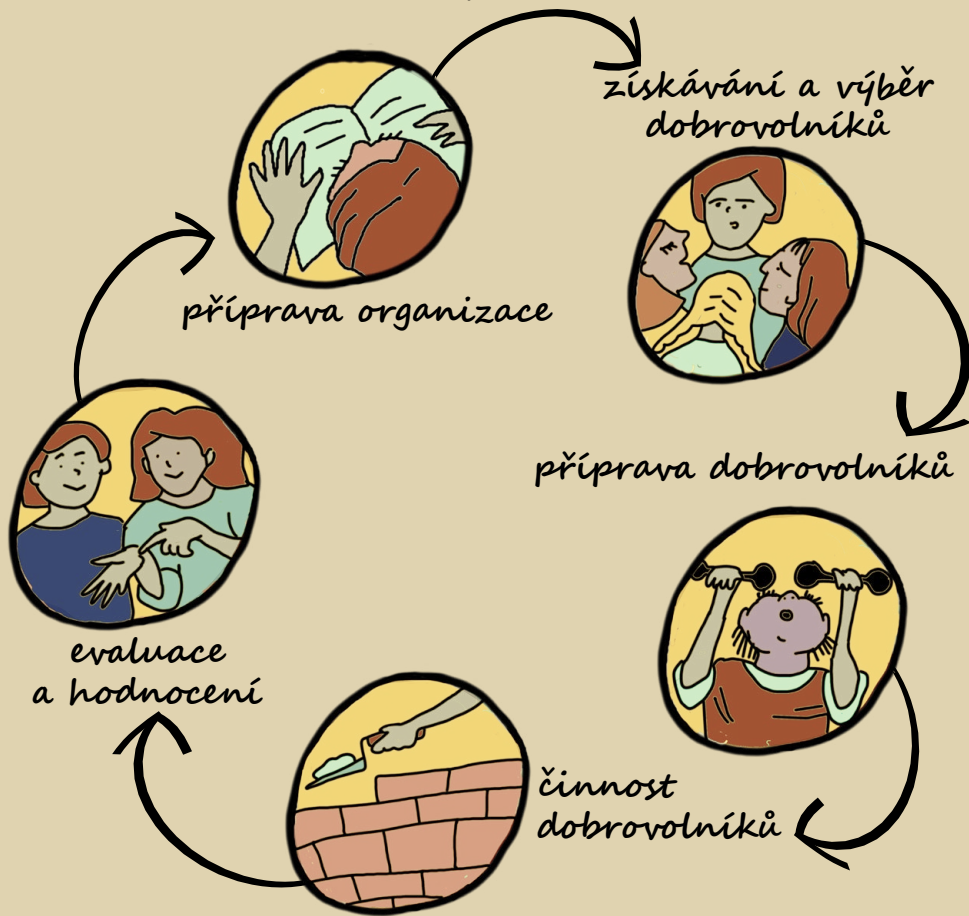 získávání a výběr
dobrovolníků
příprava organizace
příprava dobrovolníků
evaluace
a hodnocení
činnost
dobrovolníků